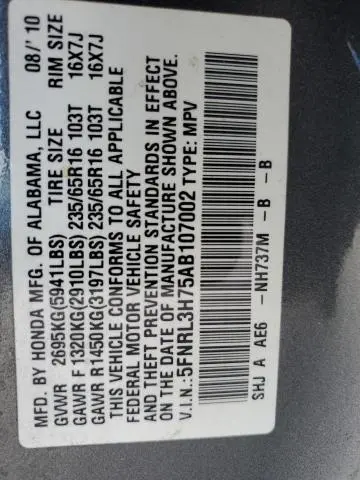 MFD. BY HONDA MFG. OF ALABAMA, LLC 08/'10
GVWR 2695KG(5941LBS) TIRE SIZE RIM SIZE
GAWR F 1320KG(2910LBS) 235/65R16 103T 16X7J
GAWR R1450KG(3197LBS) 235/65R16 103T 16X7J
THIS VEHICLE CONFORMS TO ALL APPLICABLE
FEDERAL MOTOR VEHICLE SAFETY
AND THEFT PREVENTION STANDARDS IN EFFECT
ON THE DATE OF MANUFACTURE SHOWN ABOVE.
V.I.N.:5FNRL3H75AB107002 TYPE: MPV
SHJ A AE6 -NH737M - B - B